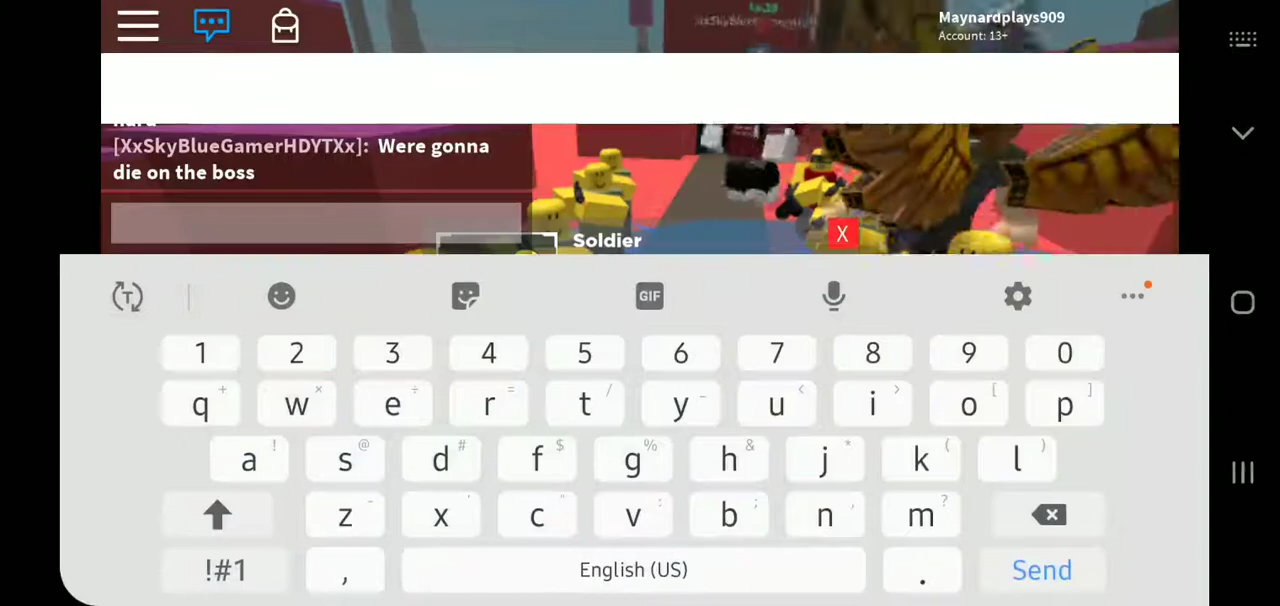 Maynardplays909
Account: 13+
[XxSkyBlueGamerHDYTXx]: Were gonna
die on the boss
Soldier
X
T
GIF
1 2 3 4 5 6 7 8 9 0
q + w × e ÷ r = t / y _ u < i > o [ p ]
a ! s @ d # f $ g % h & j * k ( l )
z - x ' c " v : b ; n , m ?
!#1 , English (US) . Send